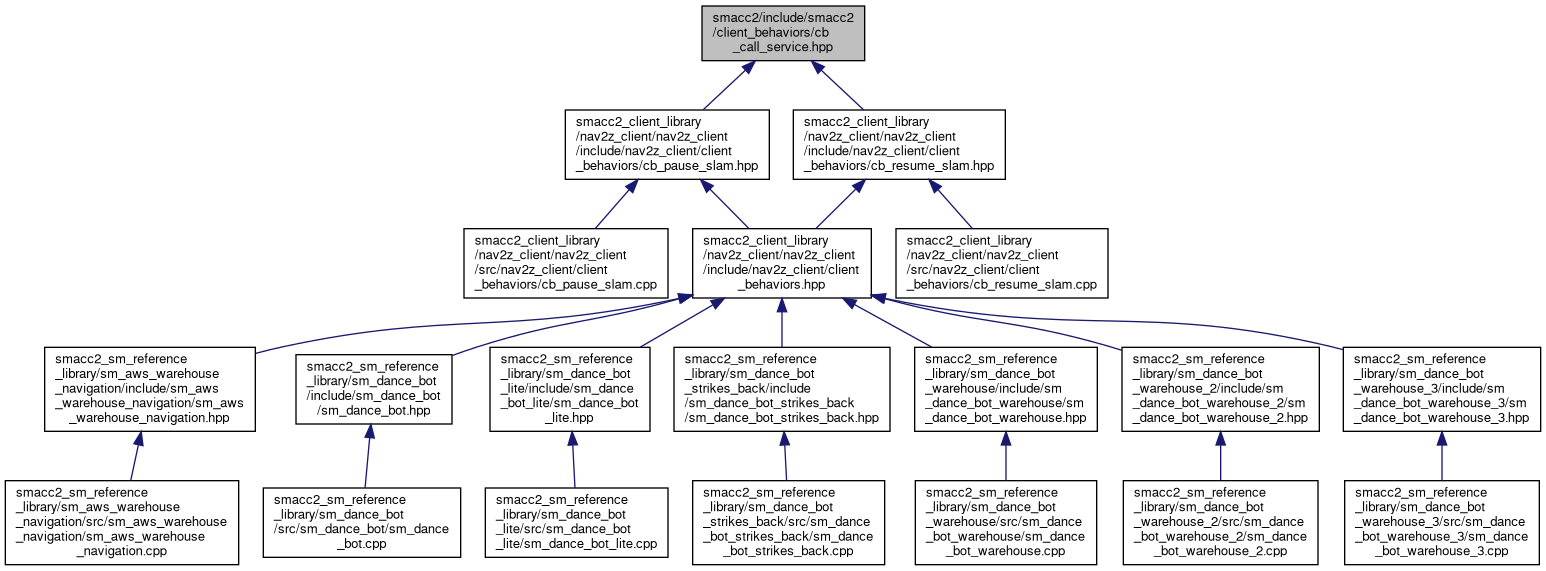 smacc2/include/smacc2
/client_behaviors/cb
_call_service.hpp
smacc2_client_library
/nav2z_client/nav2z_client
/include/nav2z_client/client
_behaviors/cb_pause_slam.hpp
smacc2_client_library
/nav2z_client/nav2z_client
/include/nav2z_client/client
_behaviors/cb_resume_slam.hpp
smacc2_client_library
/nav2z_client/nav2z_client
/src/nav2z_client/client
_behaviors/cb_pause_slam.cpp
smacc2_client_library
/nav2z_client/nav2z_client
/include/nav2z_client/client
_behaviors.hpp
smacc2_client_library
/nav2z_client/nav2z_client
/src/nav2z_client/client
_behaviors/cb_resume_slam.cpp
smacc2_sm_reference
_library/sm_aws_warehouse
_navigation/include/sm_aws
_warehouse_navigation/sm_aws
_warehouse_navigation.hpp
smacc2_sm_reference
_library/sm_dance_bot
/include/sm_dance_bot
/sm_dance_bot.hpp
smacc2_sm_reference
_library/sm_dance_bot
_lite/include/sm_dance
_bot_lite/sm_dance_bot
_lite.hpp
smacc2_sm_reference
_library/sm_dance_bot
_strikes_back/include
/sm_dance_bot_strikes_back
/sm_dance_bot_strikes_back.hpp
smacc2_sm_reference
_library/sm_dance_bot
_warehouse/include/sm
_dance_bot_warehouse/sm
_dance_bot_warehouse.hpp
smacc2_sm_reference
_library/sm_dance_bot
_warehouse_2/include/sm
_dance_bot_warehouse_2/sm
_dance_bot_warehouse_2.hpp
smacc2_sm_reference
_library/sm_dance_bot
_warehouse_3/include/sm
_dance_bot_warehouse_3/sm
_dance_bot_warehouse_3.hpp
smacc2_sm_reference
_library/sm_aws_warehouse
_navigation/src/sm_aws_warehouse
_navigation/sm_aws_warehouse
_navigation.cpp
smacc2_sm_reference
_library/sm_dance_bot
/src/sm_dance_bot/sm_dance
_bot.cpp
smacc2_sm_reference
_library/sm_dance_bot
_lite/src/sm_dance_bot
_lite/sm_dance_bot_lite.cpp
smacc2_sm_reference
_library/sm_dance_bot
_strikes_back/src/sm_dance
_bot_strikes_back/sm_dance
_bot_strikes_back.cpp
smacc2_sm_reference
_library/sm_dance_bot
_warehouse/src/sm_dance
_bot_warehouse/sm_dance
_bot_warehouse.cpp
smacc2_sm_reference
_library/sm_dance_bot
_warehouse_2/src/sm_dance
_bot_warehouse_2/sm_dance
_bot_warehouse_2.cpp
smacc2_sm_reference
_library/sm_dance_bot
_warehouse_3/src/sm_dance
_bot_warehouse_3/sm_dance
_bot_warehouse_3.cpp